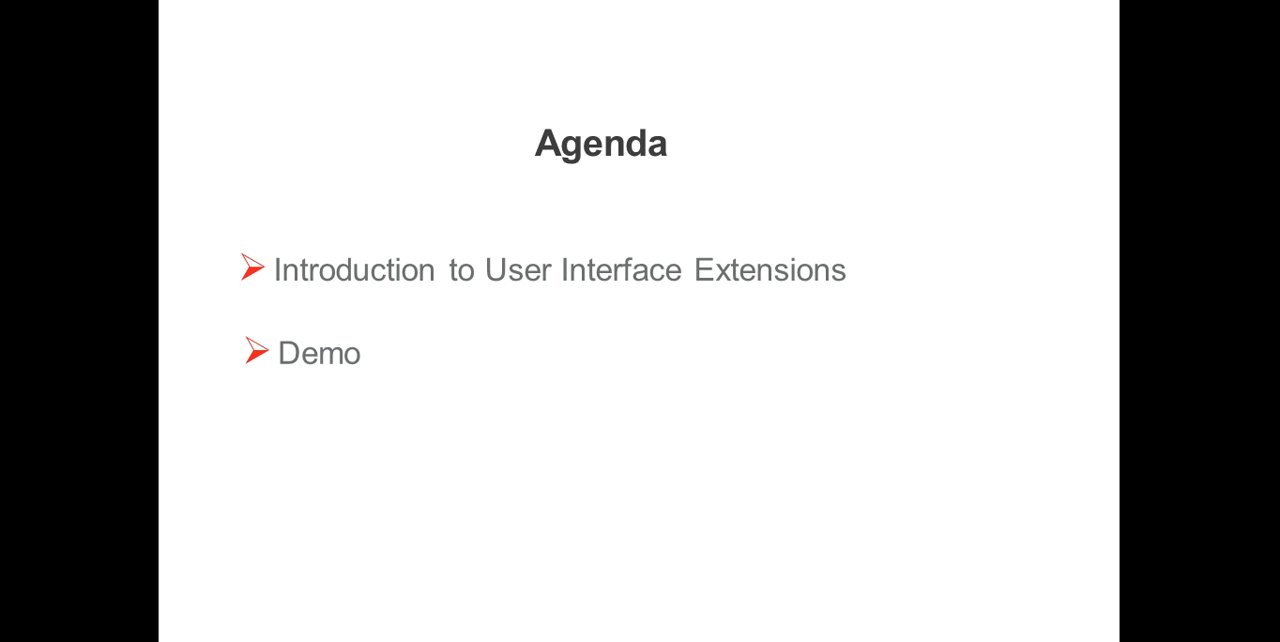 Agenda
Introduction to User Interface Extensions
Demo